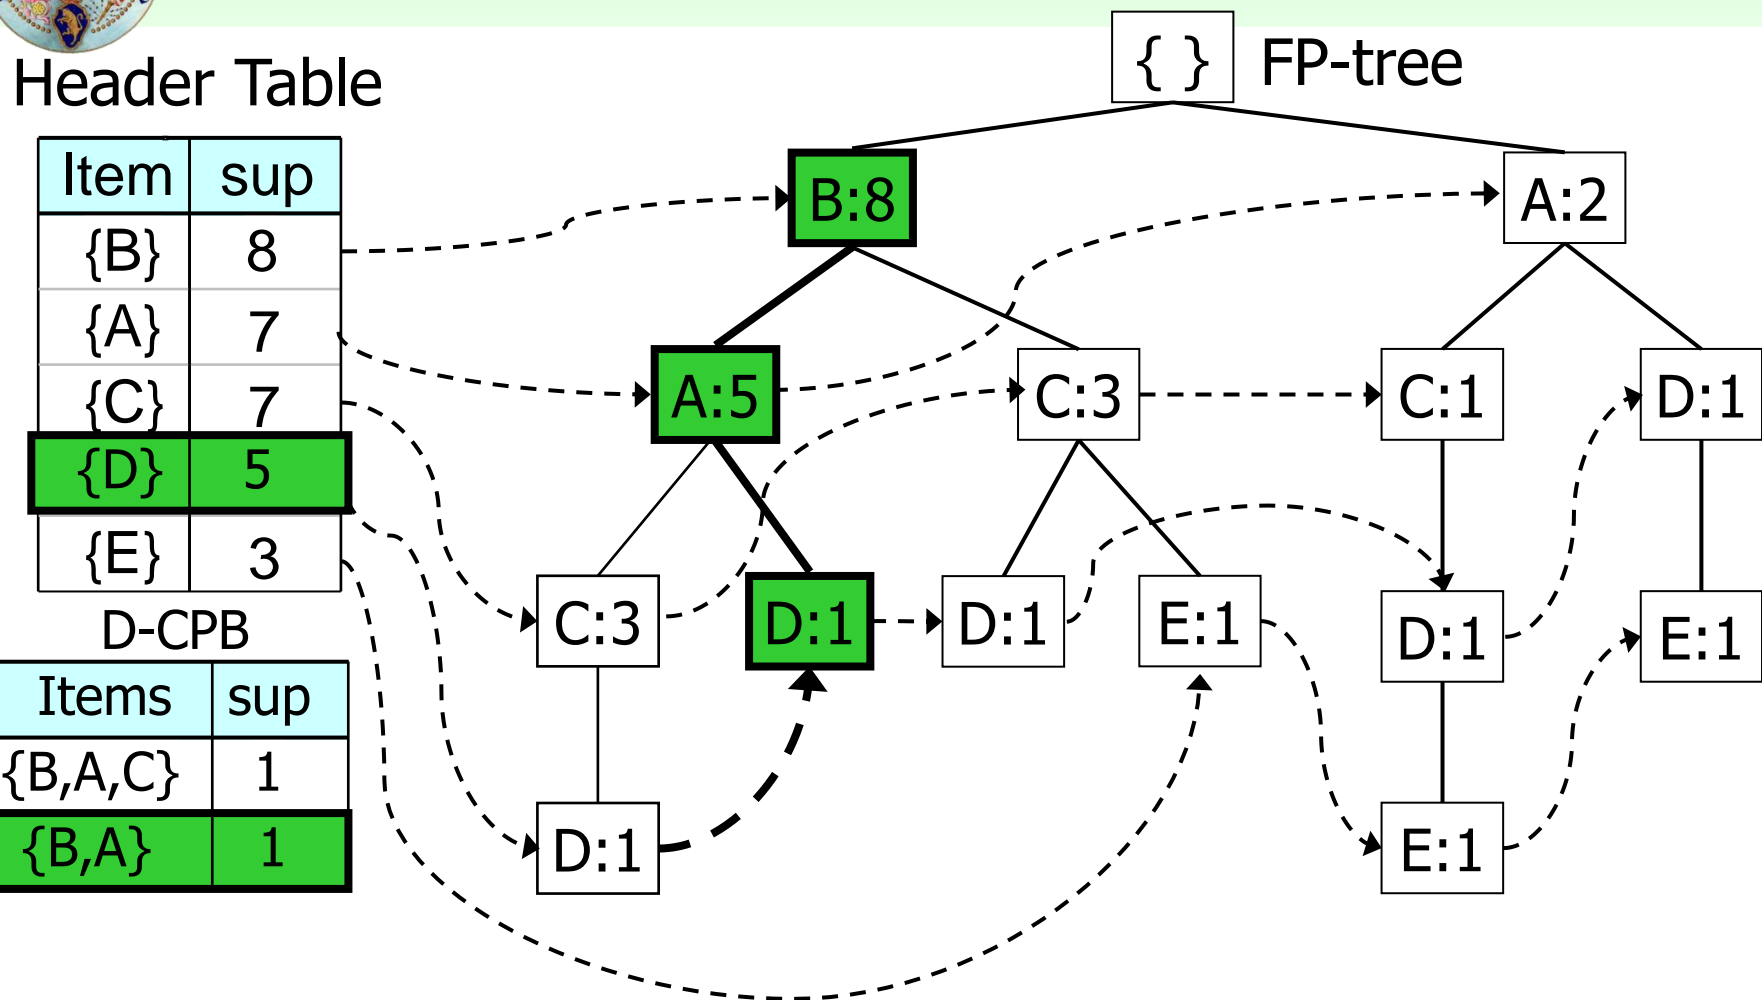 { } FP-tree
Header Table
Item sup
{B} 8
{A} 7
{C} 7
{D} 5
{E} 3
D-CPB
Items sup
{B,A,C} 1
{B,A} 1
B:8 A:2
A:5 C:3 C:1 D:1
C:3 D:1 D:1 E:1 D:1 E:1
D:1 E:1